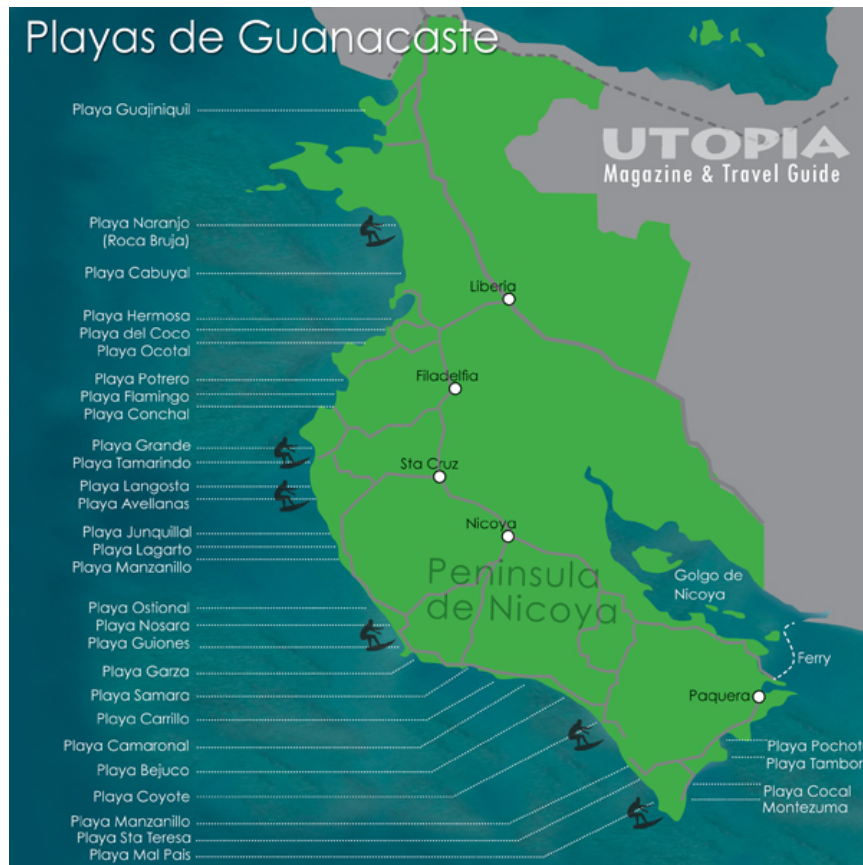 Playas de Guanacaste
UTOPIA
Magazine & Travel Guide
Playa Guajiniquil
Playa Naranjo
(Roca Bruja)
Playa Cabuyal
Liberia
Playa Hermosa
Playa del Coco
Playa Ocotal
Playa Potrero
Playa Flamingo
Playa Conchal
Filadelfia
Playa Grande
Playa Tamarindo
Sta Cruz
Playa Langosta
Playa Avellanas
Playa Junquillal
Playa Lagarto
Playa Manzanillo
Nicoya
Peninsula
de Nicoya
Golgo de
Nicoya
Playa Ostional
Playa Nosara
Playa Guiones
Playa Garza
Playa Samara
Playa Carrillo
Playa Camaronal
Playa Bejuco
Playa Coyote
Playa Manzanillo
Playa Sta Teresa
Playa Mal Pais
Ferry
Paquera
Playa Pochot
Playa Tambor
Playa Cocal
Montezuma